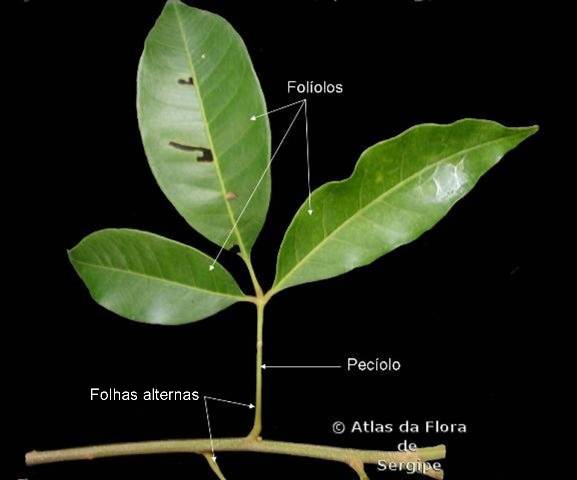 Folíolos
Pecíolo
Folhas alternas
© Atlas da Flora
de
Sergipe